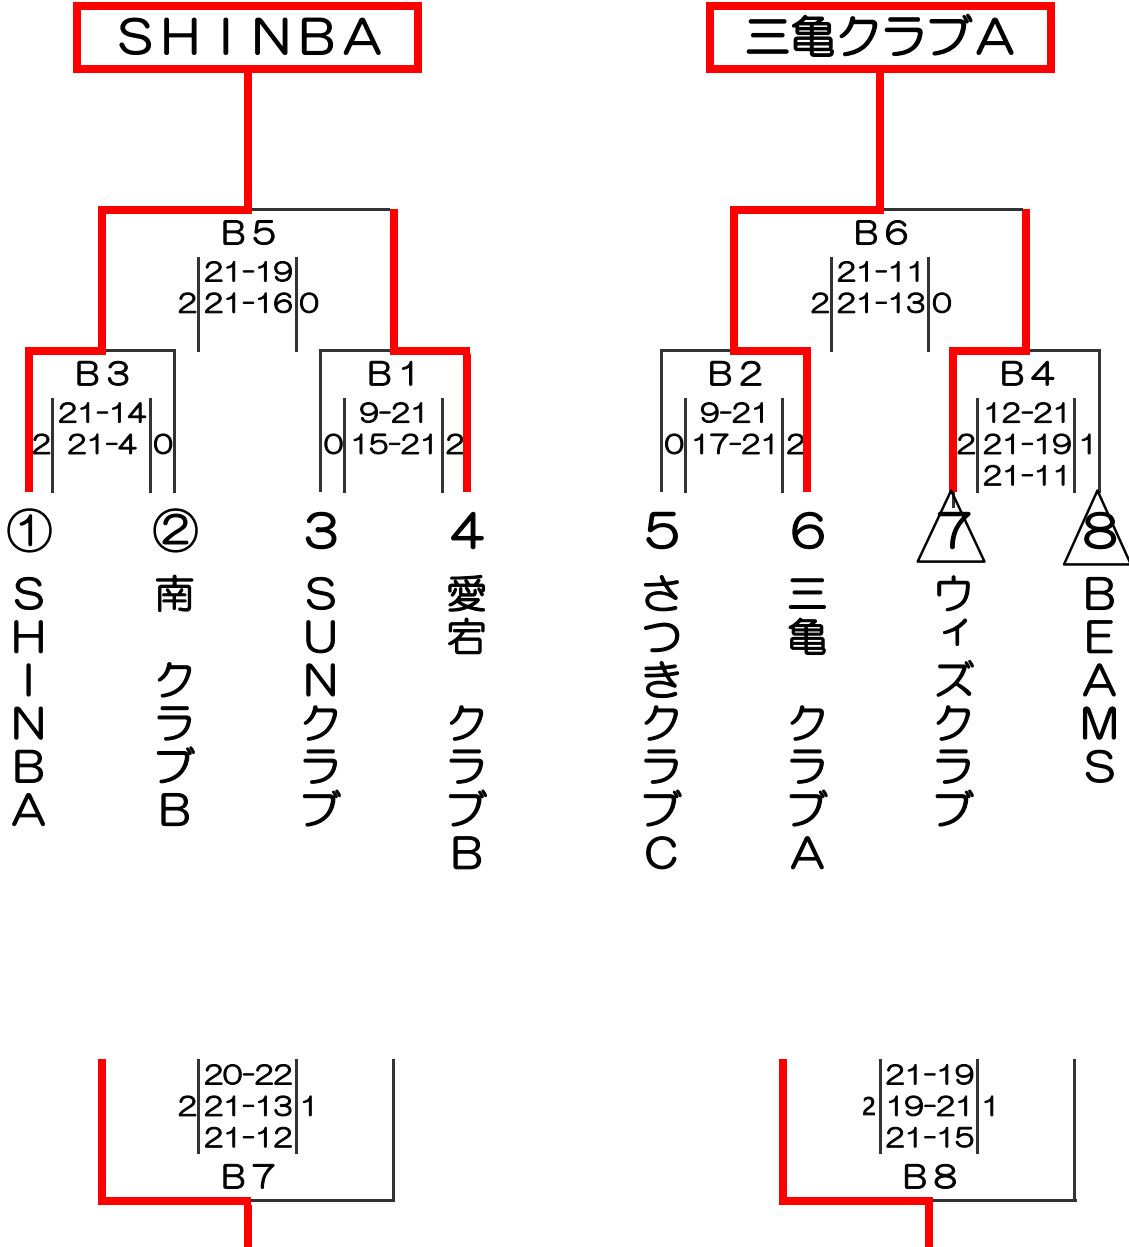 SHINBA
三亀クラブA
B5
21-19
2 21-16 0
B6
21-11
2 21-13 0
B3
21-14
2 21-4 0
B1
9-21
0 15-21 2
B2
9-21
0 17-21 2
B4
12-21
2 21-19 1
21-11
① SHINBA
② 南 クラブB
3 SUNクラブ
4 愛宕 クラブB
5 さつきクラブC
6 三亀 クラブA
7 ウィズクラブ
8 BEAMS
20-22
2 21-13 1
21-12
B7
21-19
2 19-21 1
21-15
B8